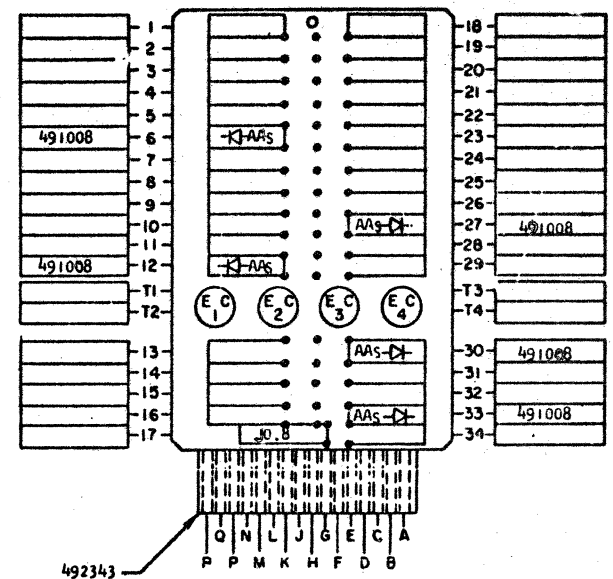 1 18
2 19
3 20
4 21
5 22
491008 6 AAs 23
7 24
8 25
9 26
10 AAs 27 491008
11 28
491008 12 AAs 29
T1 E C 1 E C 2 E C 3 E C 4 T3
T2 T4
13 AAs 30 491008
14 31
15 32
16 AAs 33 491008
17 J0.8 34
Q N L J G E C A
P P M K H F D B
492343